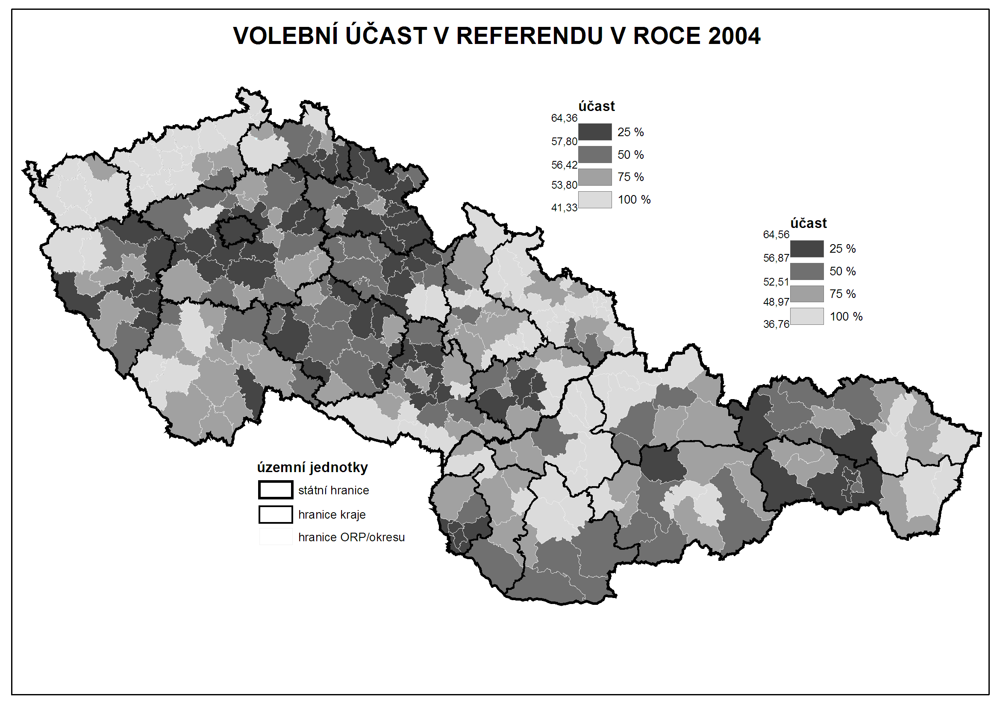 VOLEBNÍ ÚČAST V REFERENDU V ROCE 2004
účast
64,36
25 %
57,80
50 %
56,42
75 %
53,80
100 %
41,33
účast
64,56
25 %
56,87
50 %
52,51
75 %
48,97
100 %
36,76
územní jednotky
státní hranice
hranice kraje
hranice ORP/okresu